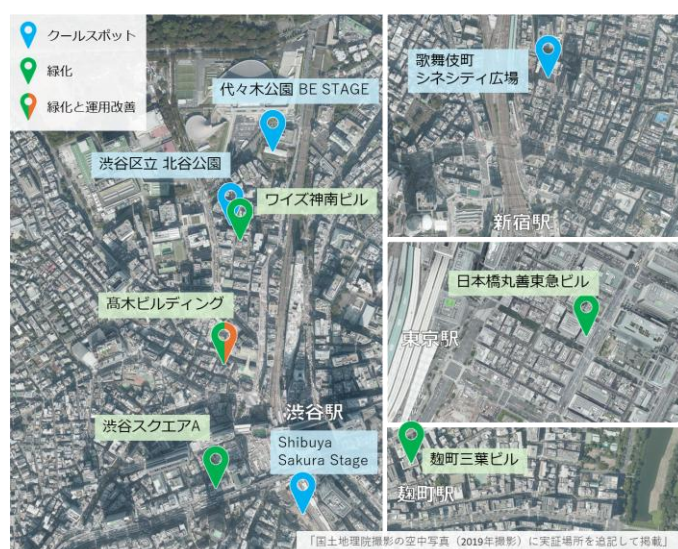 クールスポット
緑化
緑化と運用改善
代々木公園 BE STAGE
渋谷区立 北谷公園
ワイズ神南ビル
髙木ビルディング
渋谷駅
渋谷スクエアA
Shibuya
Sakura Stage
歌舞伎町
シネシティ広場
新宿駅
日本橋丸善東急ビル
東京駅
麹町三葉ビル
麹町駅
「国土地理院撮影の空中写真(2019年撮影)に実証場所を追記して掲載」